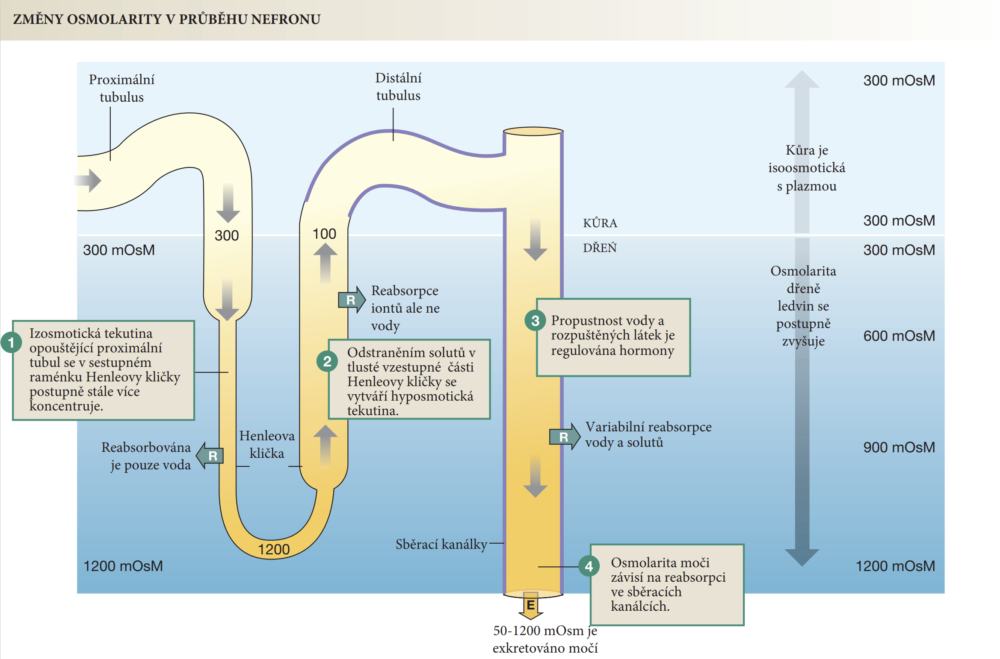 ZMĚNY OSMOLARITY V PRŮBĚHU NEFRONU
Proximální
tubulus
Distální
tubulus
300 mOsM
Kůra je
isoosmotická
s plazmou
300 mOsM
KŮRA
300
100
DŘEŃ
300 mOsM
300 mOsM
Osmolarita
dřeně
ledvin se
postupně
zvyšuje
600 mOsM
900 mOsM
1200 mOsM
R
Reabsorpce
iontů ale ne
vody
1
Izosmotická tekutina
opouštějící proximální
tubul se v sestupném
raménku Henleovy kličky
postupně stále více
koncentruje.
2
Odstraněním solutů v
tlusté vzestupné části
Henleovy kličky se
vytváří hyposmotická
tekutina.
3
Propustnost vody a
rozpuštěných látek je
regulována hormony
Reabsorbována
je pouze voda
R
Henleova
klička
R
Variabilní reabsorpce
vody a solutů
1200
1200 mOsM
Sběrací kanálky
4
Osmolarita moči
závisí na reabsorpci
ve sběracích
kanálcích.
E
50-1200 mOsm je
exkretováno močí